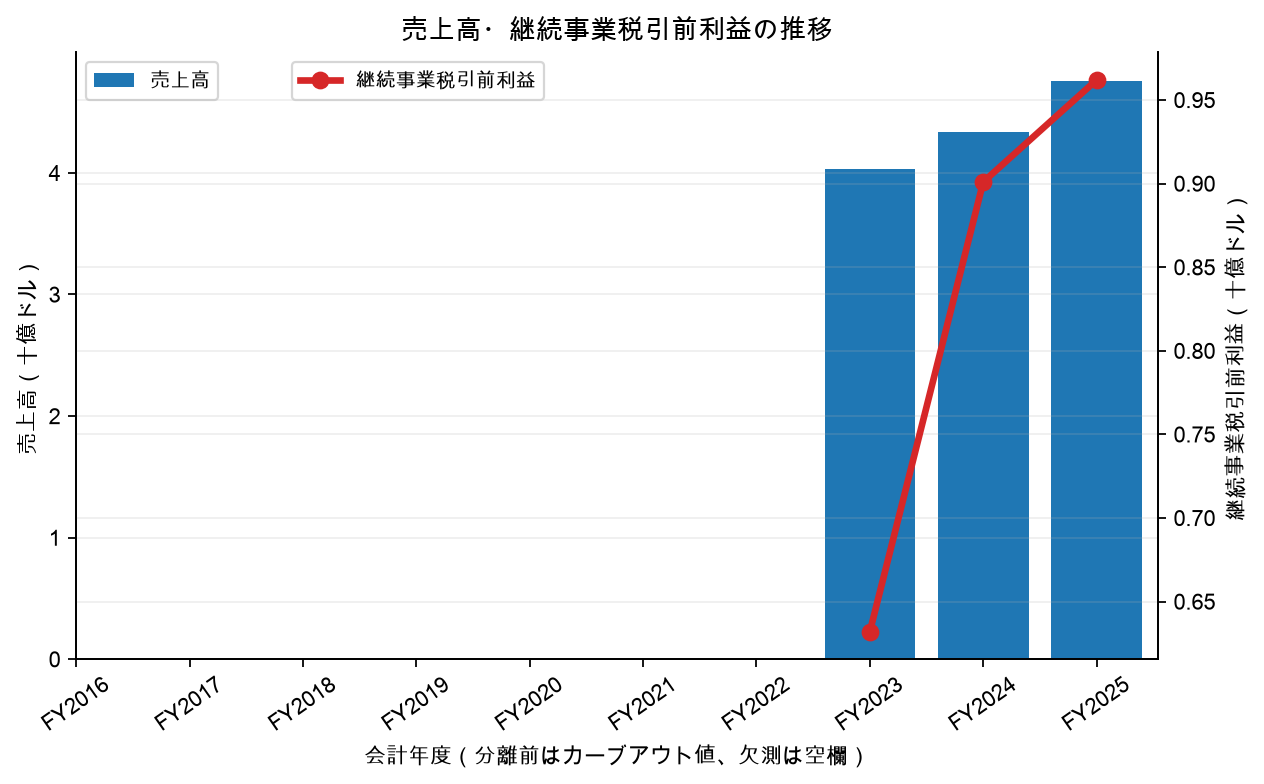 売上高・継続事業税引前利益の推移
売上高
継続事業税引前利益
売上高(十億ドル)
4
3
2
1
0
0.95
0.90
0.85
0.80
0.75
0.70
0.65
継続事業税引前利益(十億ドル)
FY2016
FY2017
FY2018
FY2019
FY2020
FY2021
FY2022
FY2023
FY2024
FY2025
会計年度(分離前はカーブアウト値、欠測は空欄)